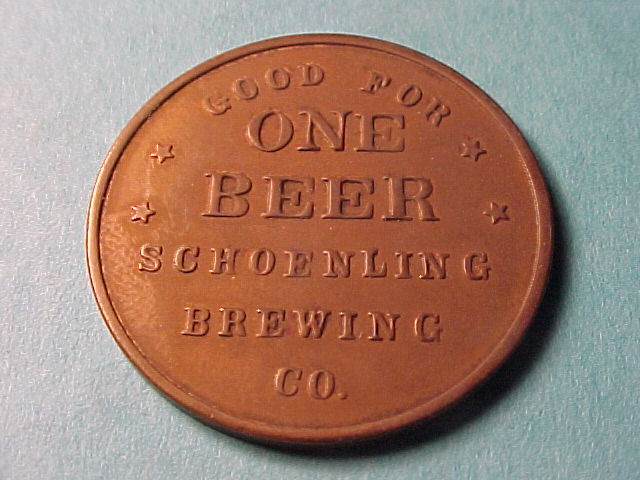 GOOD FOR
ONE
BEER
SCHOENLING
BREWING
CO.